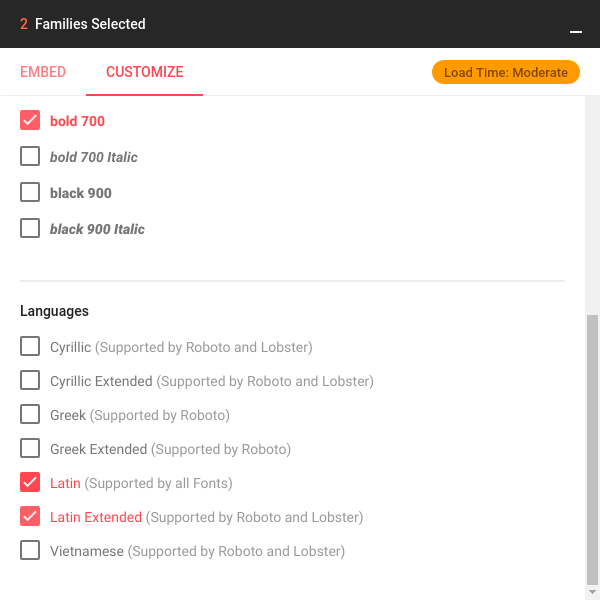 2 Families Selected
EMBED CUSTOMIZE Load Time: Moderate
bold 700
bold 700 Italic
black 900
black 900 Italic
Languages
Cyrillic (Supported by Roboto and Lobster)
Cyrillic Extended (Supported by Roboto and Lobster)
Greek (Supported by Roboto)
Greek Extended (Supported by Roboto)
Latin (Supported by all Fonts)
Latin Extended (Supported by Roboto and Lobster)
Vietnamese (Supported by Roboto and Lobster)